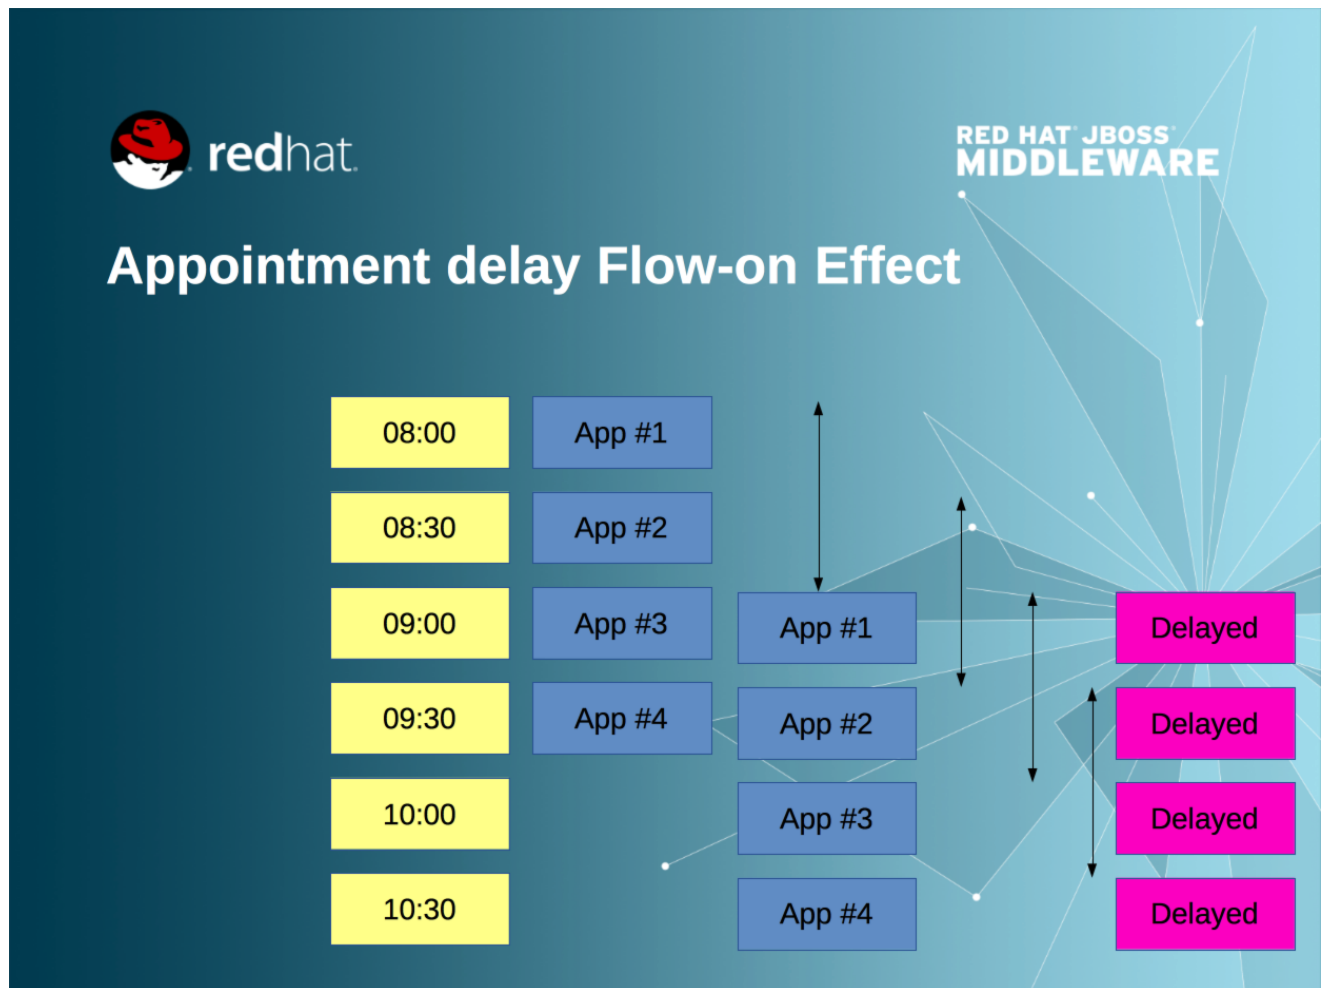 redhat.
RED HAT® JBOSS®
MIDDLEWARE
Appointment delay Flow-on Effect
08:00 App #1
08:30 App #2
09:00 App #3 App #1 Delayed
09:30 App #4 App #2 Delayed
10:00 App #3 Delayed
10:30 App #4 Delayed